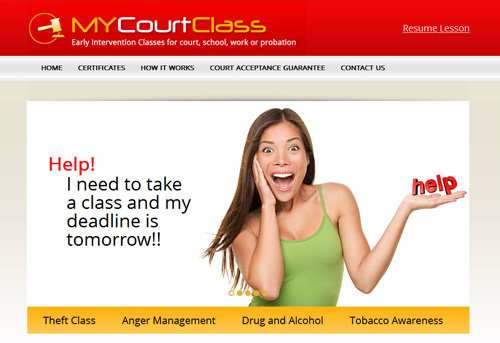 MYCourtClass
Early Intervention Classes for court, school, work or probation
Resume Lesson
HOME CERTIFICATES HOW IT WORKS COURT ACCEPTANCE GUARANTEE CONTACT US
Help!
I need to take
a class and my
deadline is
tomorrow!!
help
Theft Class Anger Management Drug and Alcohol Tobacco Awareness